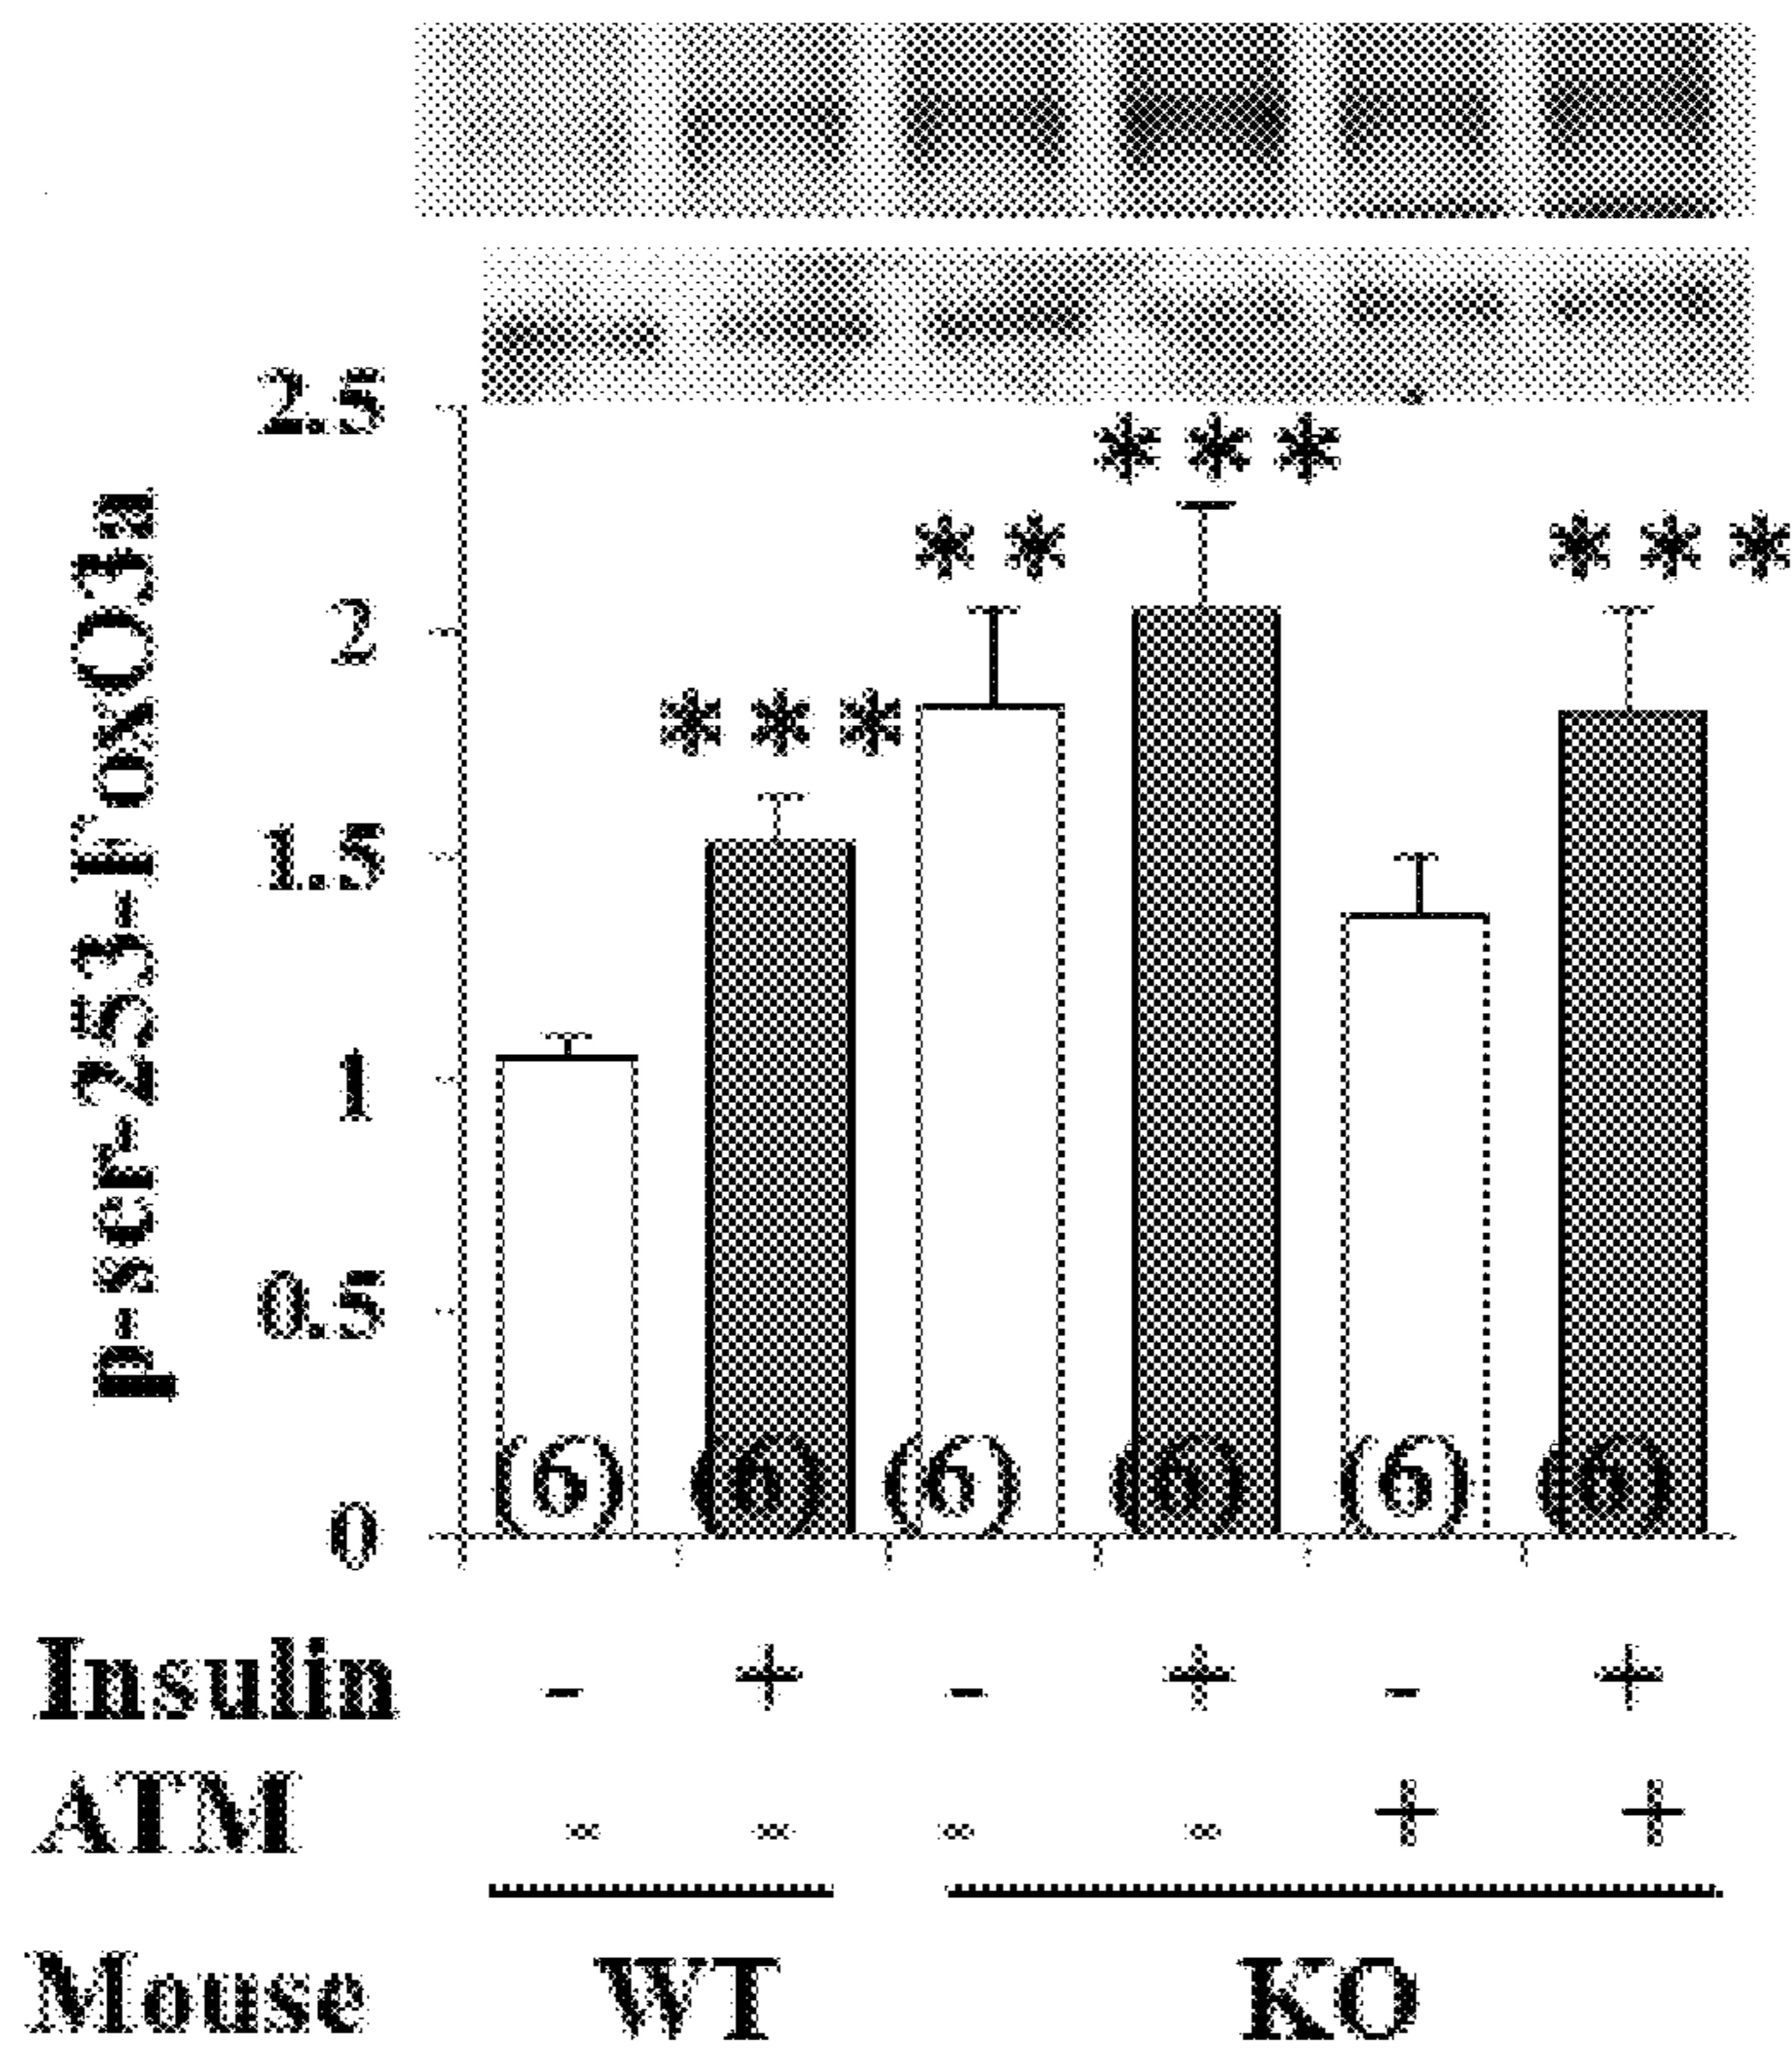 2.5
* * *
* *
* * *
2
* * *
p-ser-253-FoxO3a
1.5
1
0.5
(6) (6) (6) (6) (6) (6)
0
Insulin - + - + - +
ATM - - - - + +
Mouse WT KO